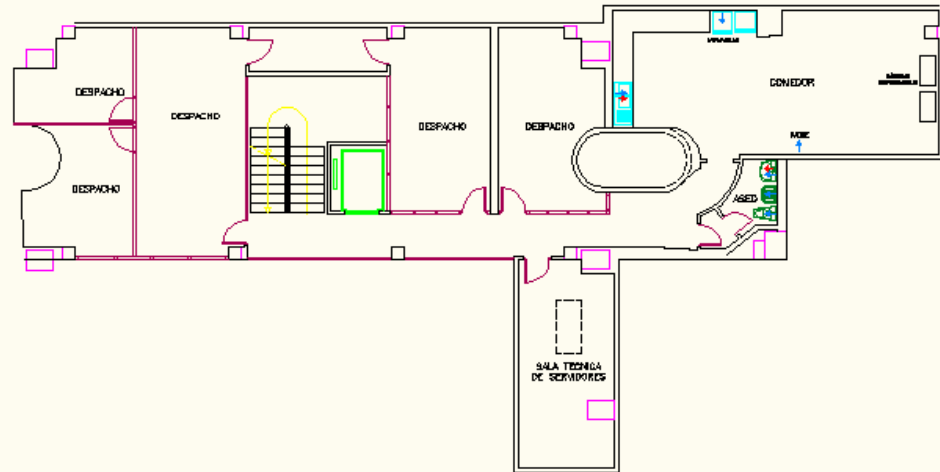 DESPACHO
DESPACHO
DESPACHO
DESPACHO
DESPACHO
COMEDOR
ASEO
SALA TECNICA
DE SERVIDORES